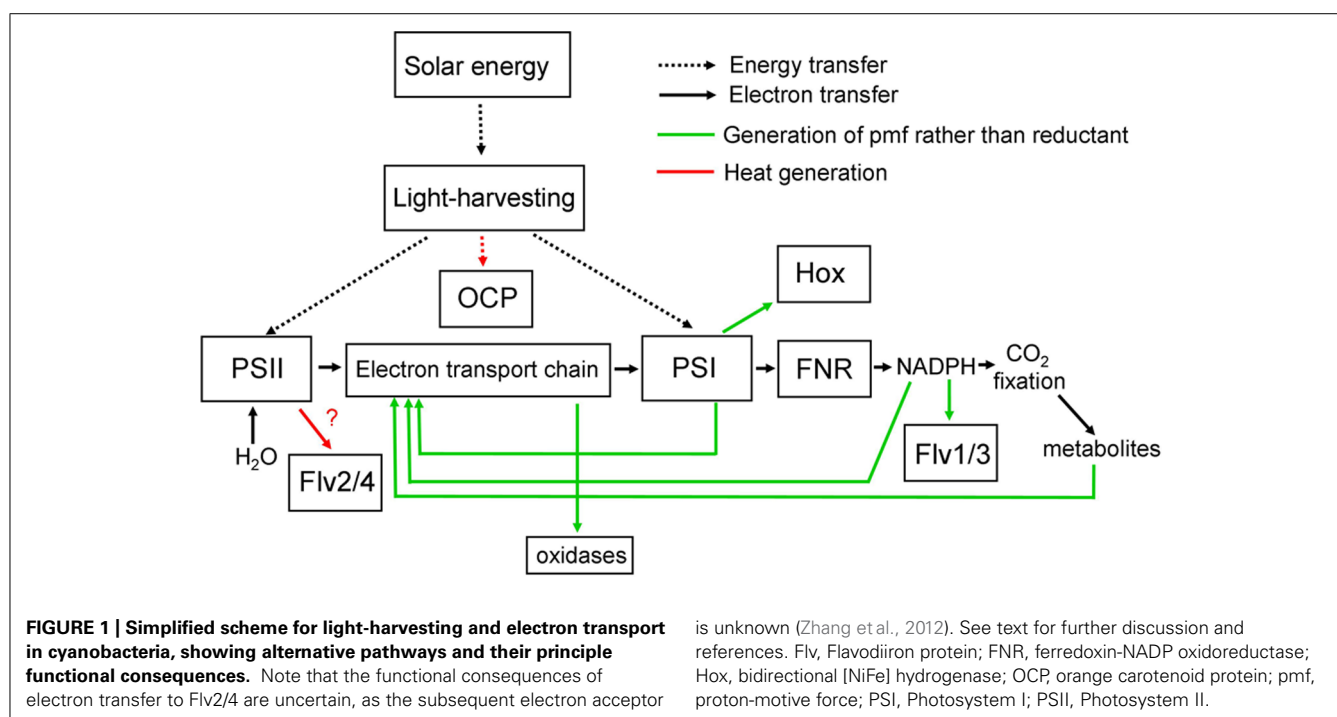 Solar energy
Energy transfer
Electron transfer
Generation of pmf rather than reductant
Heat generation
Light-harvesting
OCP
Hox
PSII
Electron transport chain
PSI
FNR
NADPH
CO₂
fixation
?
H₂O
Flv2/4
Flv1/3
metabolites
oxidases
FIGURE 1 | Simplified scheme for light-harvesting and electron transport
in cyanobacteria, showing alternative pathways and their principle
functional consequences. Note that the functional consequences of
electron transfer to Flv2/4 are uncertain, as the subsequent electron acceptor
is unknown (Zhang et al., 2012). See text for further discussion and
references. Flv, Flavodiiron protein; FNR, ferredoxin-NADP oxidoreductase;
Hox, bidirectional [NiFe] hydrogenase; OCP, orange carotenoid protein; pmf,
proton-motive force; PSI, Photosystem I; PSII, Photosystem II.